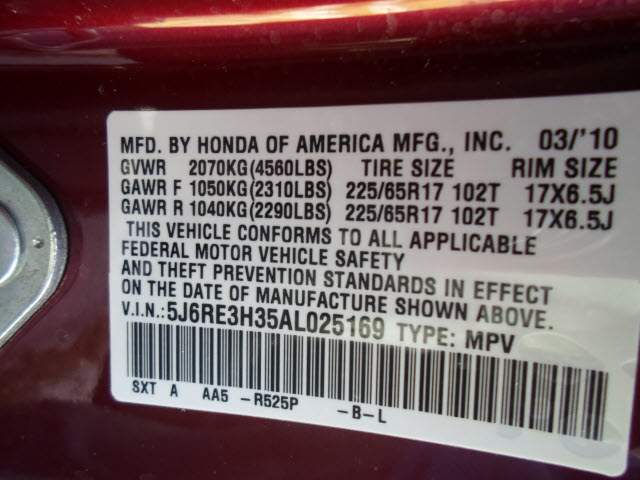 MFD. BY HONDA OF AMERICA MFG., INC. 03/'10
GVWR 2070KG(4560LBS) TIRE SIZE RIM SIZE
GAWR F 1050KG(2310LBS) 225/65R17 102T 17X6.5J
GAWR R 1040KG(2290LBS) 225/65R17 102T 17X6.5J
THIS VEHICLE CONFORMS TO ALL APPLICABLE
FEDERAL MOTOR VEHICLE SAFETY
AND THEFT PREVENTION STANDARDS IN EFFECT
ON THE DATE OF MANUFACTURE SHOWN ABOVE.
V.I.N.:5J6RE3H35AL025169 TYPE: MPV
SXT A AA5 -R525P -B-L